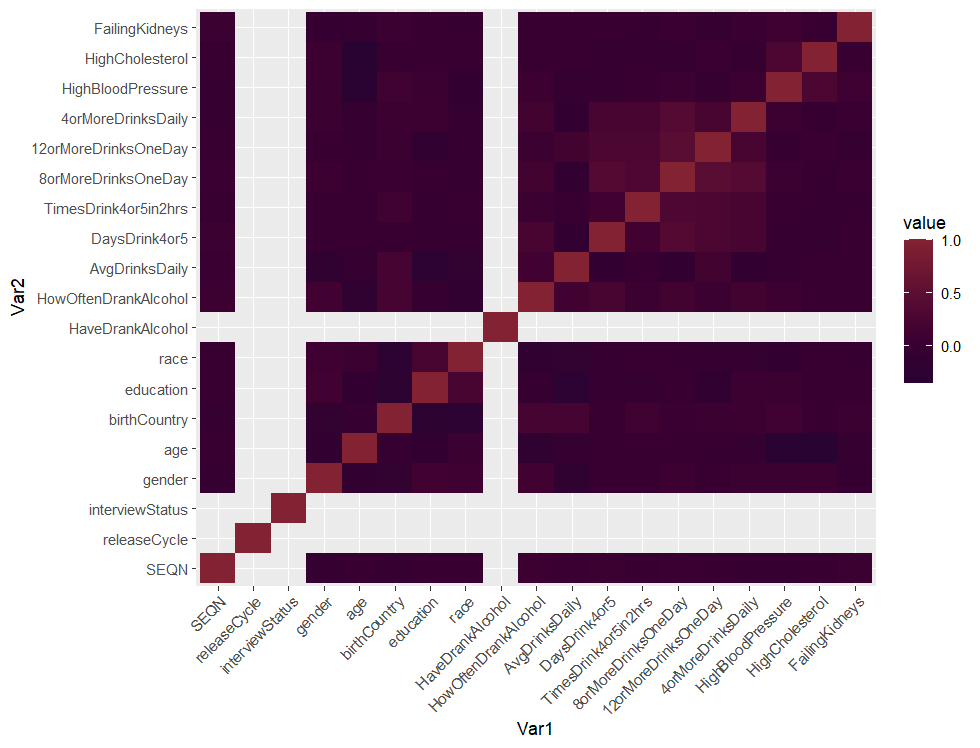 FailingKidneys
HighCholesterol
HighBloodPressure
4orMoreDrinksDaily
12orMoreDrinksOneDay
8orMoreDrinksOneDay
TimesDrink4or5in2hrs
DaysDrink4or5
AvgDrinksDaily
HowOftenDrankAlcohol
HaveDrankAlcohol
race
education
birthCountry
age
gender
interviewStatus
releaseCycle
SEQN
Var2
SEQN
releaseCycle
interviewStatus
gender
age
birthCountry
education
race
HaveDrankAlcohol
HowOftenDrankAlcohol
AvgDrinksDaily
DaysDrink4or5
TimesDrink4or5in2hrs
8orMoreDrinksOneDay
12orMoreDrinksOneDay
4orMoreDrinksDaily
HighBloodPressure
HighCholesterol
FailingKidneys
Var1
value
1.0
0.5
0.0